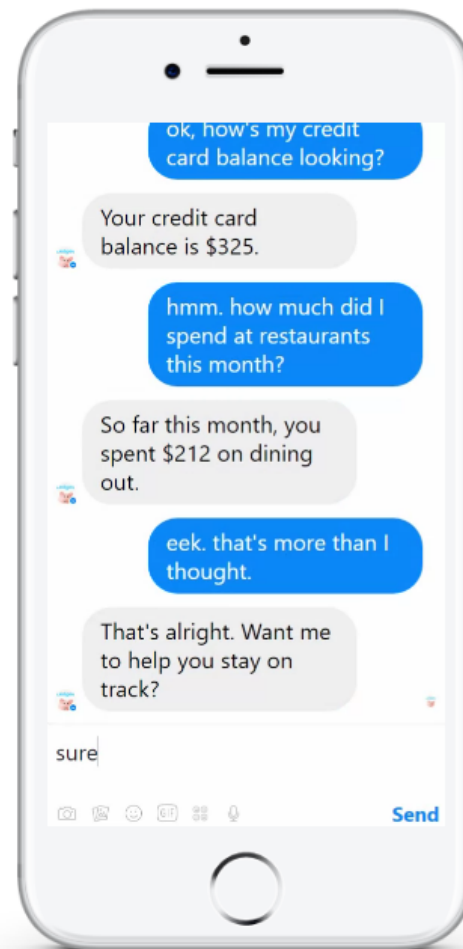 ok, how's my credit
card balance looking?
Your credit card
balance is $325.
hmm. how much did I
spend at restaurants
this month?
So far this month, you
spent $212 on dining
out.
eek. that's more than I
thought.
That's alright. Want me
to help you stay on
track?
sure
GIF
Send